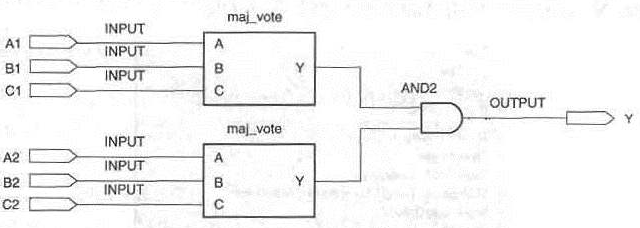 maj_vote
INPUT
A1
A
INPUT
B1
B
Y
INPUT
C1
C
AND2
OUTPUT
Y
maj_vote
INPUT
A2
A
INPUT
B2
B
Y
INPUT
C2
C